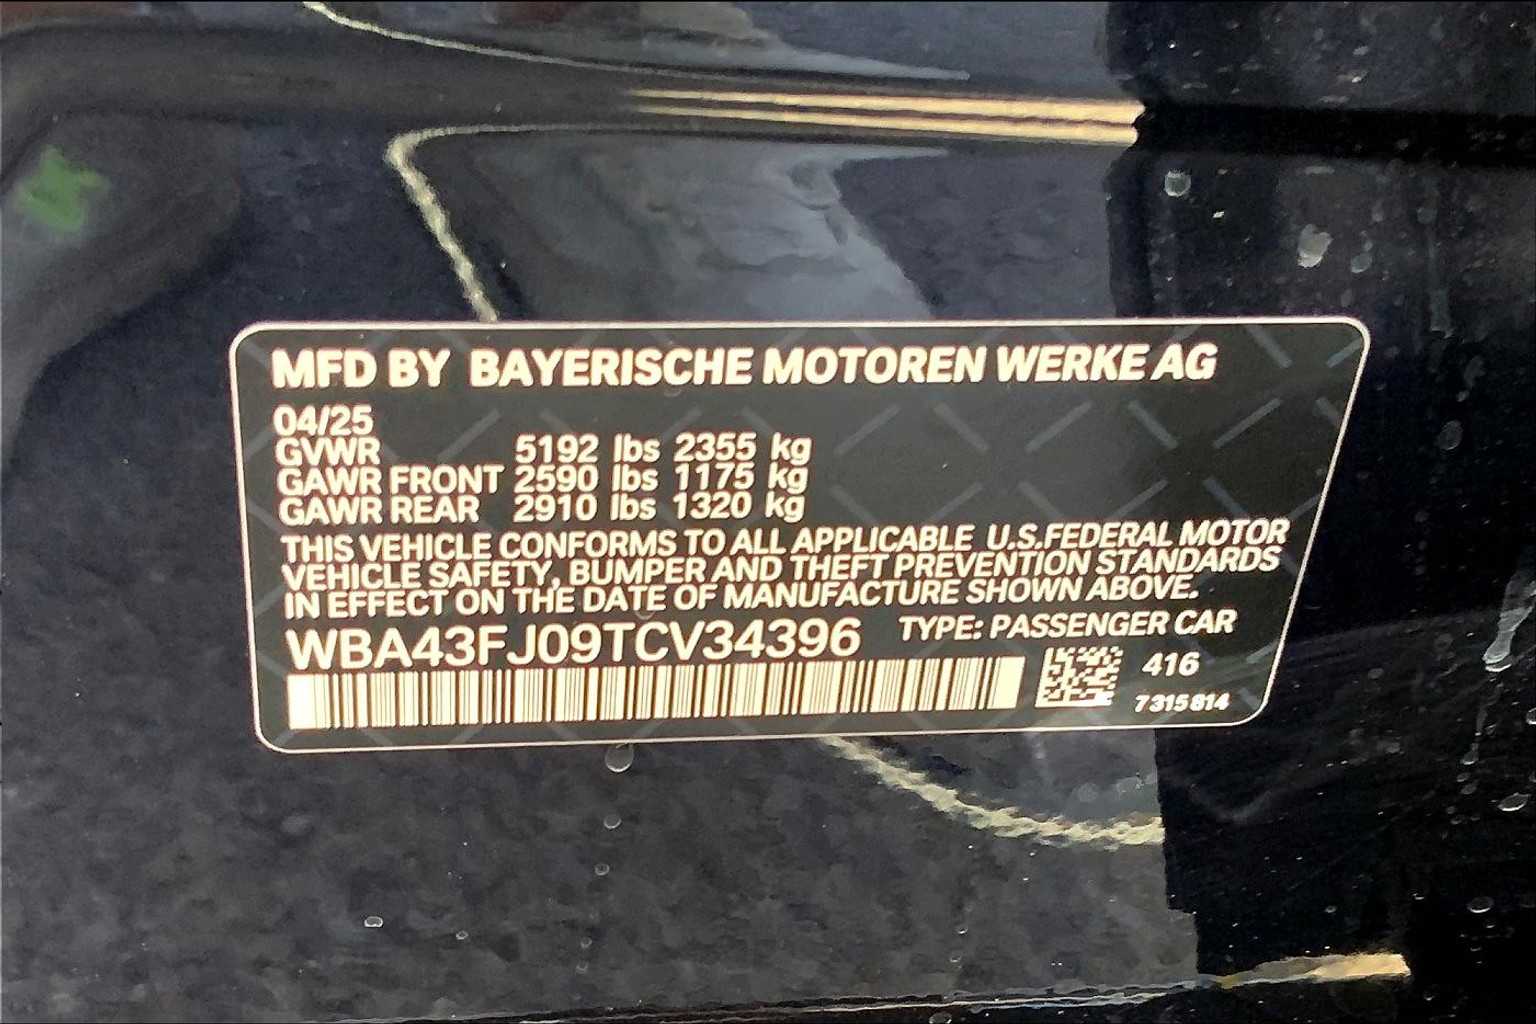 MFD BY BAYERISCHE MOTOREN WERKE AG
04/25
GVWR 5192 lbs 2355 kg
GAWR FRONT 2590 lbs 1175 kg
GAWR REAR 2910 lbs 1320 kg
THIS VEHICLE CONFORMS TO ALL APPLICABLE U.S.FEDERAL MOTOR
VEHICLE SAFETY, BUMPER AND THEFT PREVENTION STANDARDS
IN EFFECT ON THE DATE OF MANUFACTURE SHOWN ABOVE.
WBA43FJ09TCV34396 TYPE: PASSENGER CAR
416
7315814